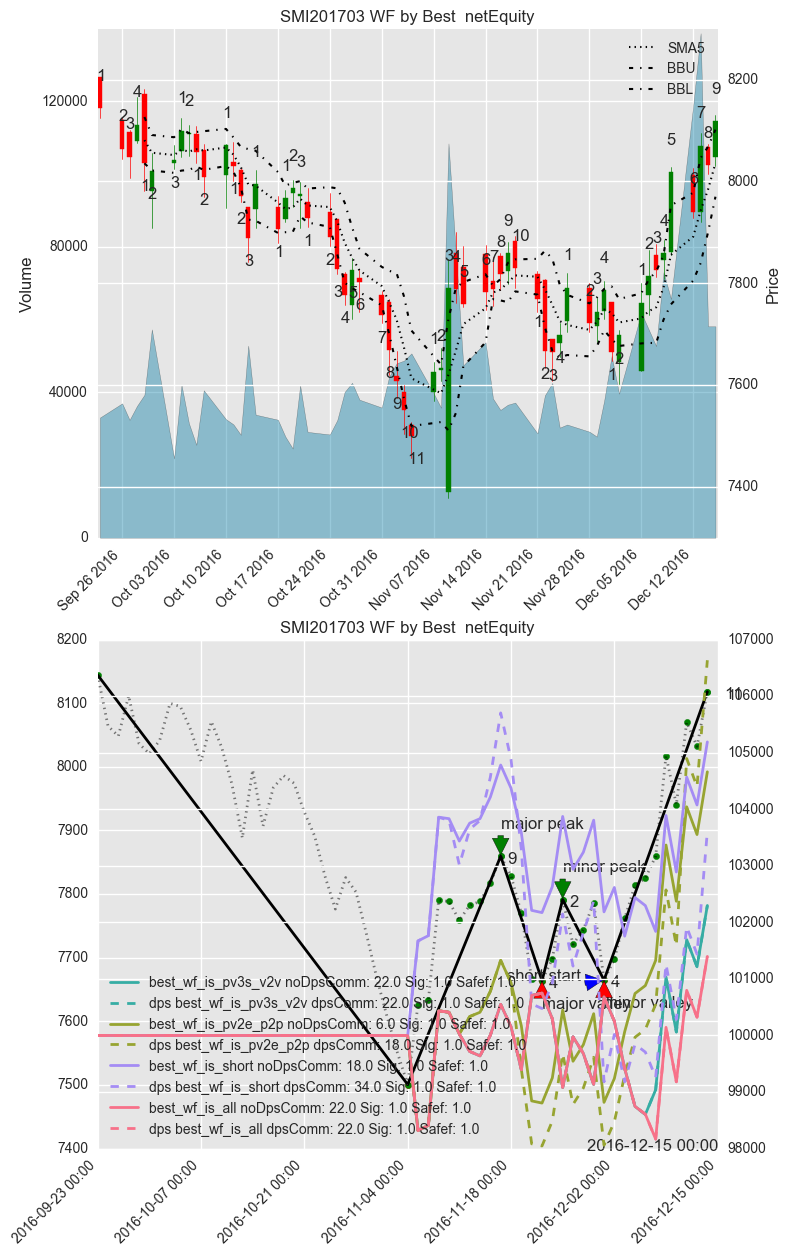 SMI201703 WF by Best netEquity
SMA5
BBU
BBL
Volume
Price
120000
80000
40000
0
8200
8000
7800
7600
7400
Sep 26 2016
Oct 03 2016
Oct 10 2016
Oct 17 2016
Oct 24 2016
Oct 31 2016
Nov 07 2016
Nov 14 2016
Nov 21 2016
Nov 28 2016
Dec 05 2016
Dec 12 2016
SMI201703 WF by Best netEquity
8200
8100
8000
7900
7800
7700
7600
7500
7400
107000
106000
105000
104000
103000
102000
101000
100000
99000
98000
major peak
9
minor peak
2
short start
4
4
major valley
minor valley
11
best_wf_is_pv3s_v2v noDpsComm: 22.0 Sig: 1.0 Safef: 1.0
dps best_wf_is_pv3s_v2v dpsComm: 22.0 Sig: 1.0 Safef: 1.0
best_wf_is_pv2e_p2p noDpsComm: 6.0 Sig: 1.0 Safef: 1.0
dps best_wf_is_pv2e_p2p dpsComm: 18.0 Sig: 1.0 Safef: 1.0
best_wf_is_short noDpsComm: 18.0 Sig: 1.0 Safef: 1.0
dps best_wf_is_short dpsComm: 34.0 Sig: 1.0 Safef: 1.0
best_wf_is_all noDpsComm: 22.0 Sig: 1.0 Safef: 1.0
dps best_wf_is_all dpsComm: 22.0 Sig: 1.0 Safef: 1.0
2016-12-15 00:00
2016-09-23 00:00
2016-10-07 00:00
2016-10-21 00:00
2016-11-04 00:00
2016-11-18 00:00
2016-12-02 00:00
2016-12-15 00:00